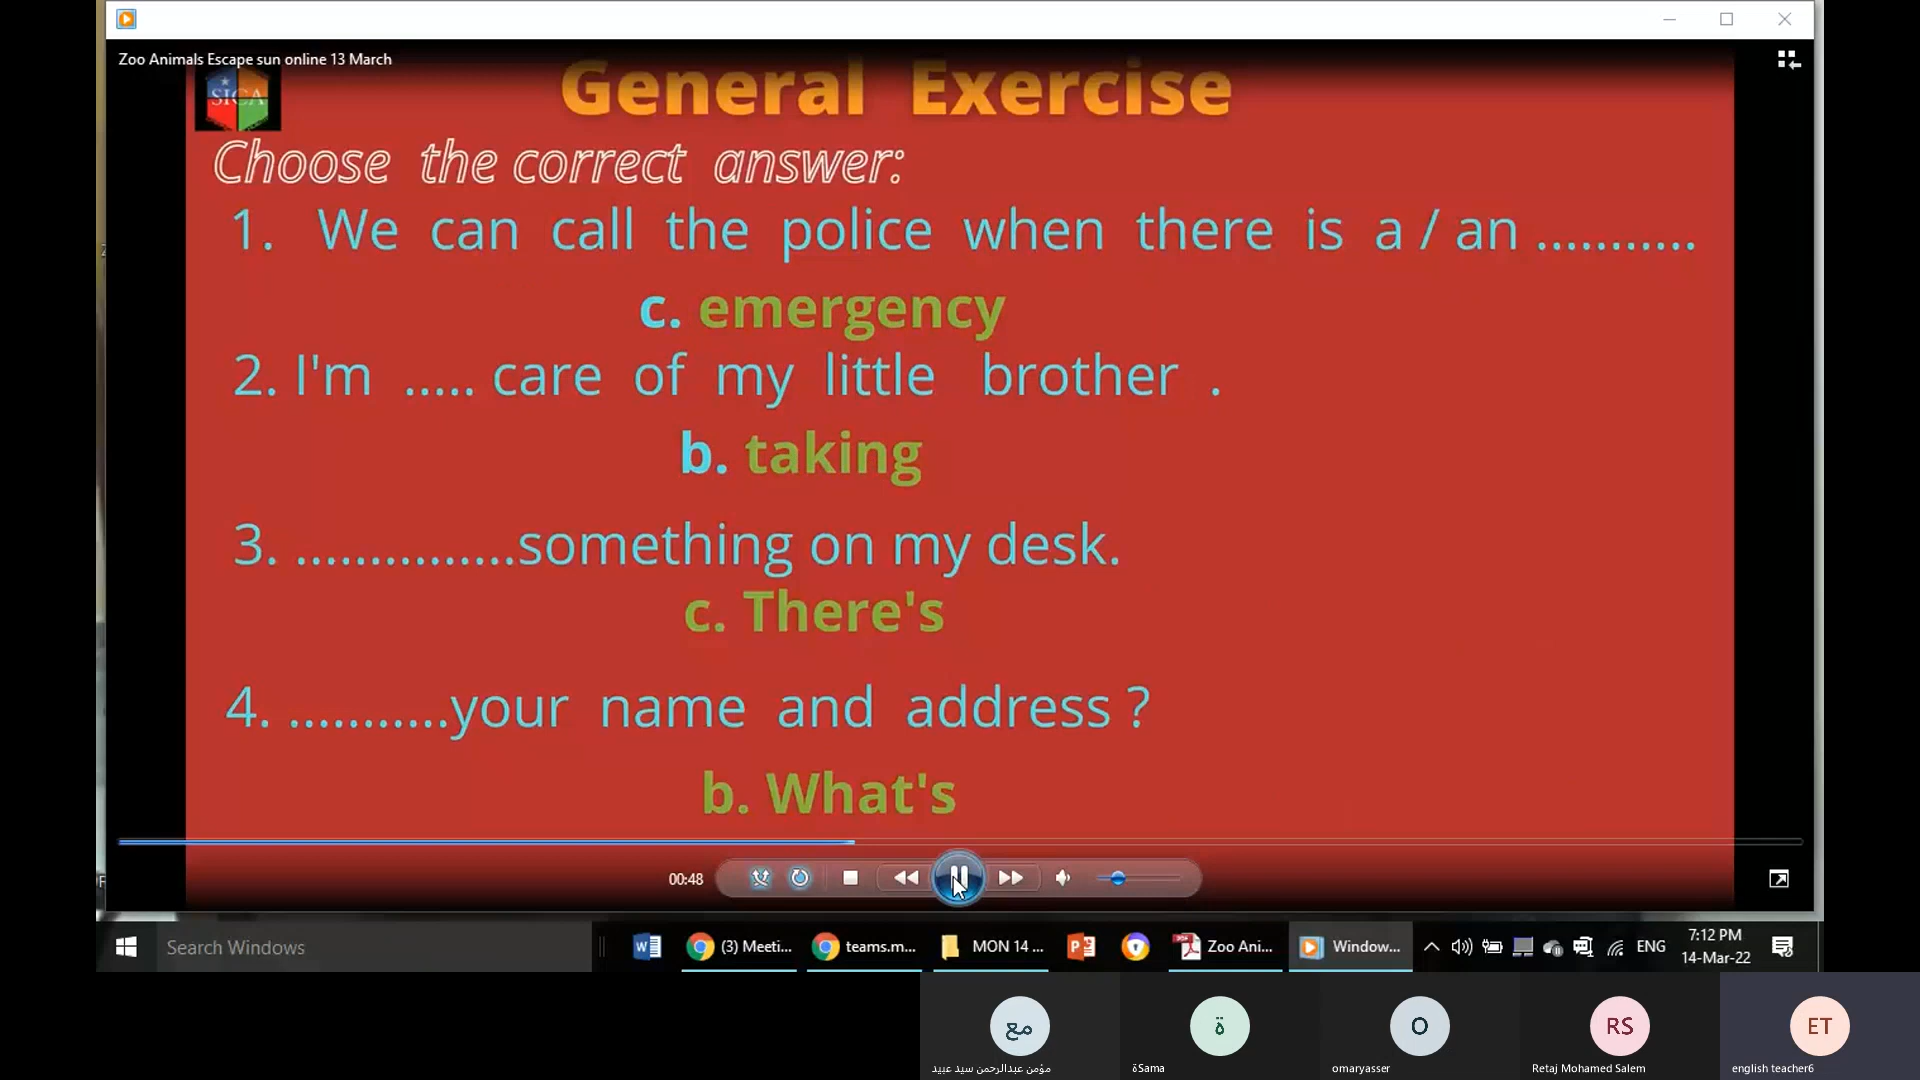 Zoo Animals Escape sun online 13 March
SICA
General Exercise
Choose the correct answer:
1. We can call the police when there is a / an ...........
c. emergency
2. I'm ..... care of my little brother .
b. taking
3. ...............something on my desk.
c. There's
4. ...........your name and address ?
b. What's
00:48
Search Windows
(3) Meeti...
teams.m...
MON 14 ...
Zoo Ani...
Window...
ENG
7:12 PM
14-Mar-22
مع
ة
O
RS
ET
مؤمن عبدالرحمن سيد عبيد
ةSama
omaryasser
Retaj Mohamed Salem
english teacher6